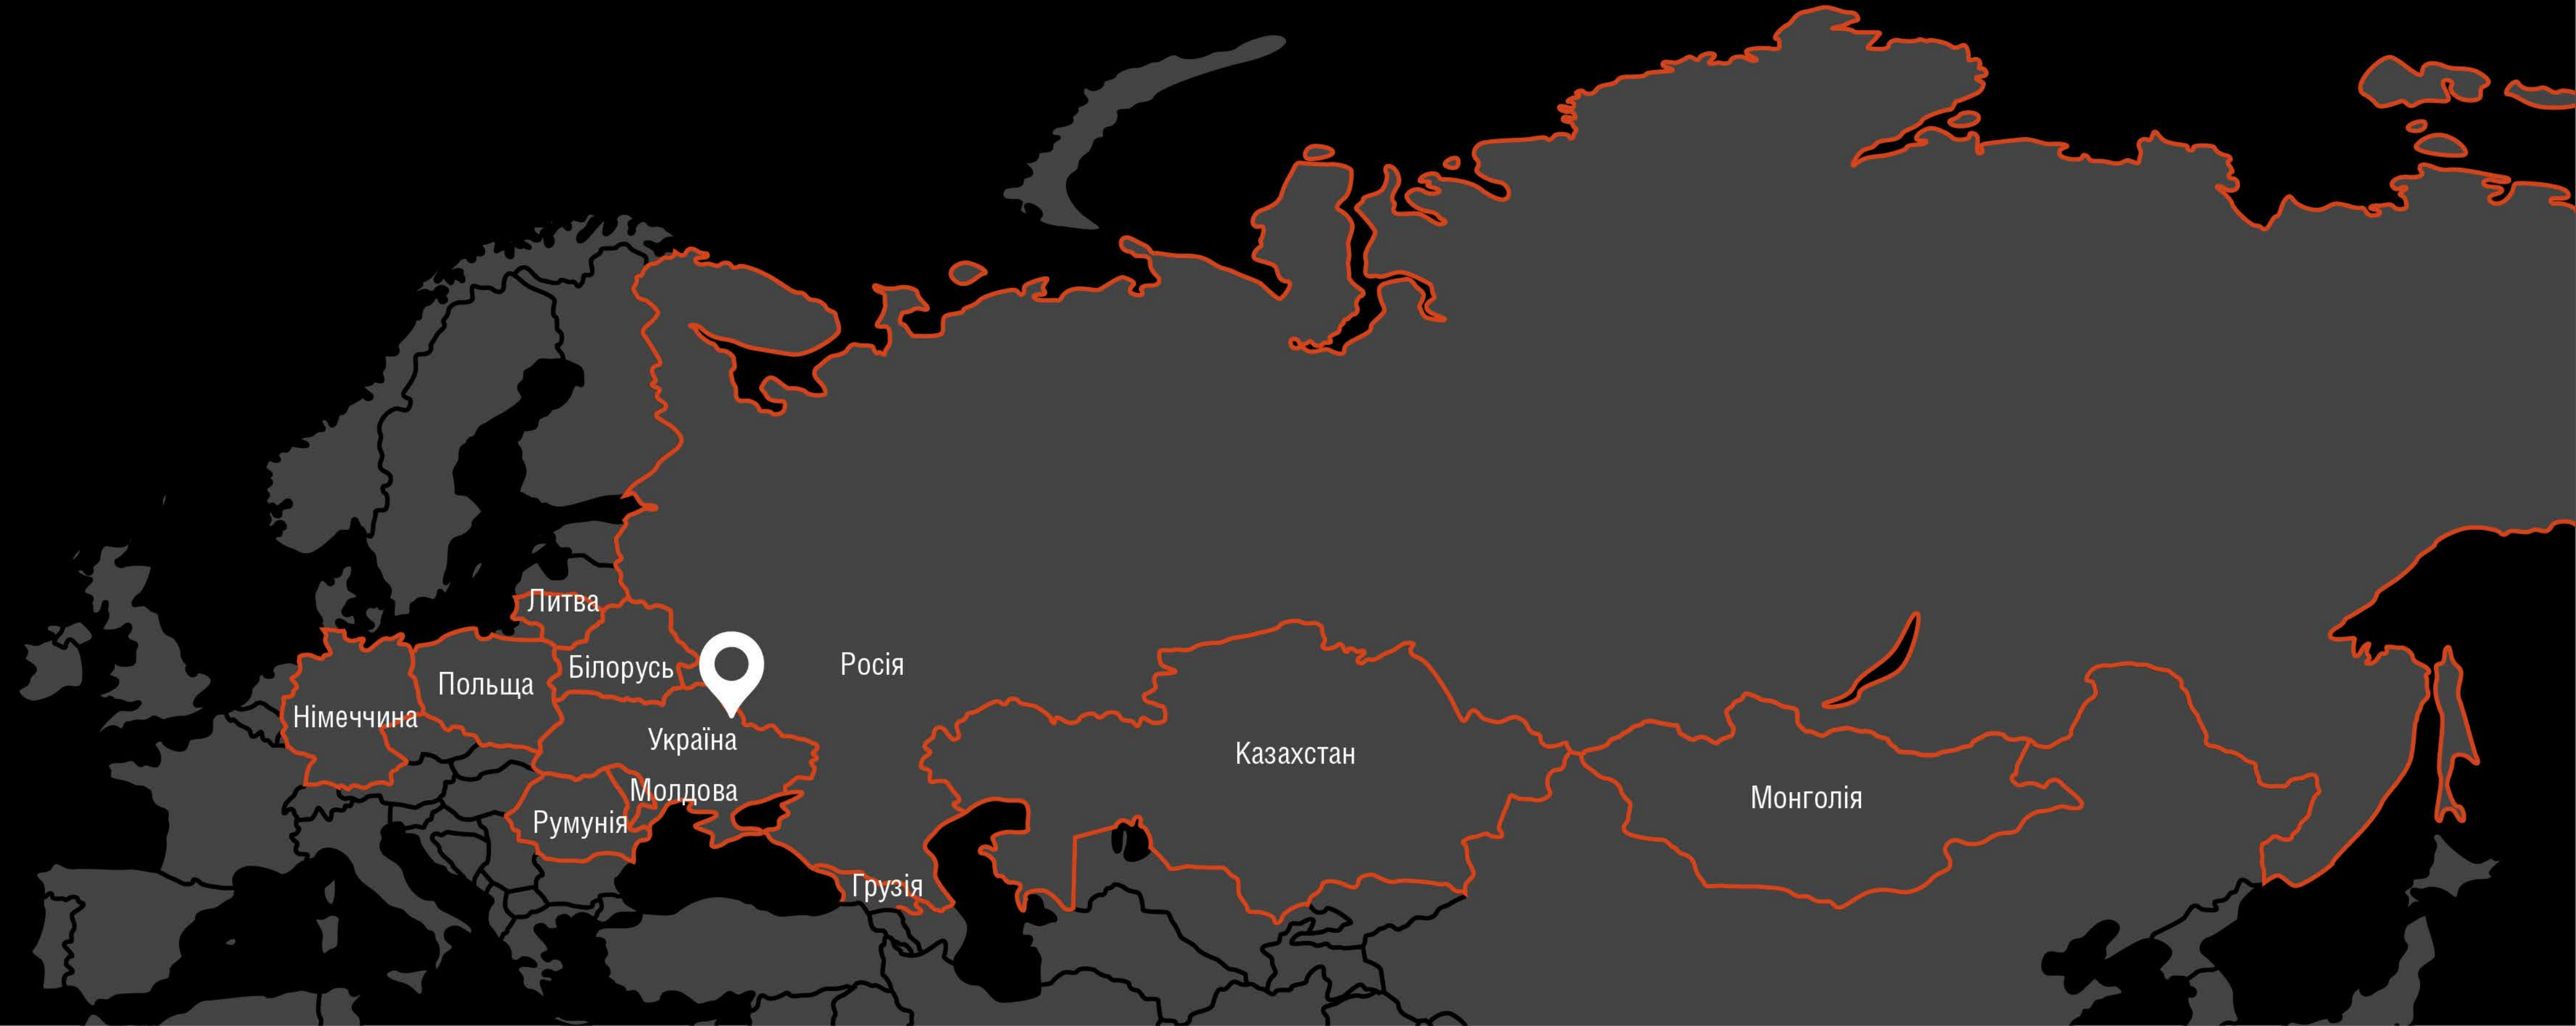 Литва
Білорусь
Росія
Польща
Німеччина
Україна
Казахстан
Молдова
Монголія
Румунія
Грузія